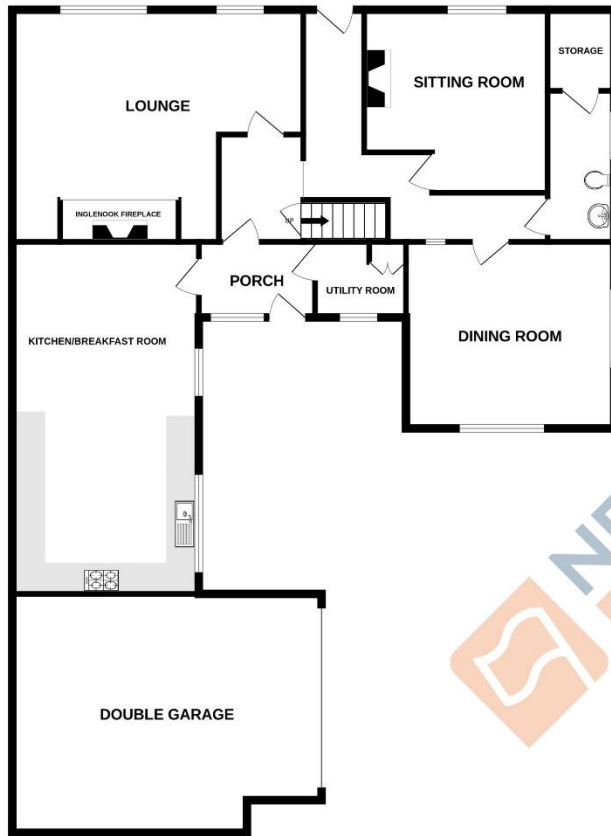 STORAGE
SITTING ROOM
LOUNGE
INGLENOOK FIREPLACE
UP
PORCH
UTILITY ROOM
DINING ROOM
KITCHEN/BREAKFAST ROOM
DOUBLE GARAGE